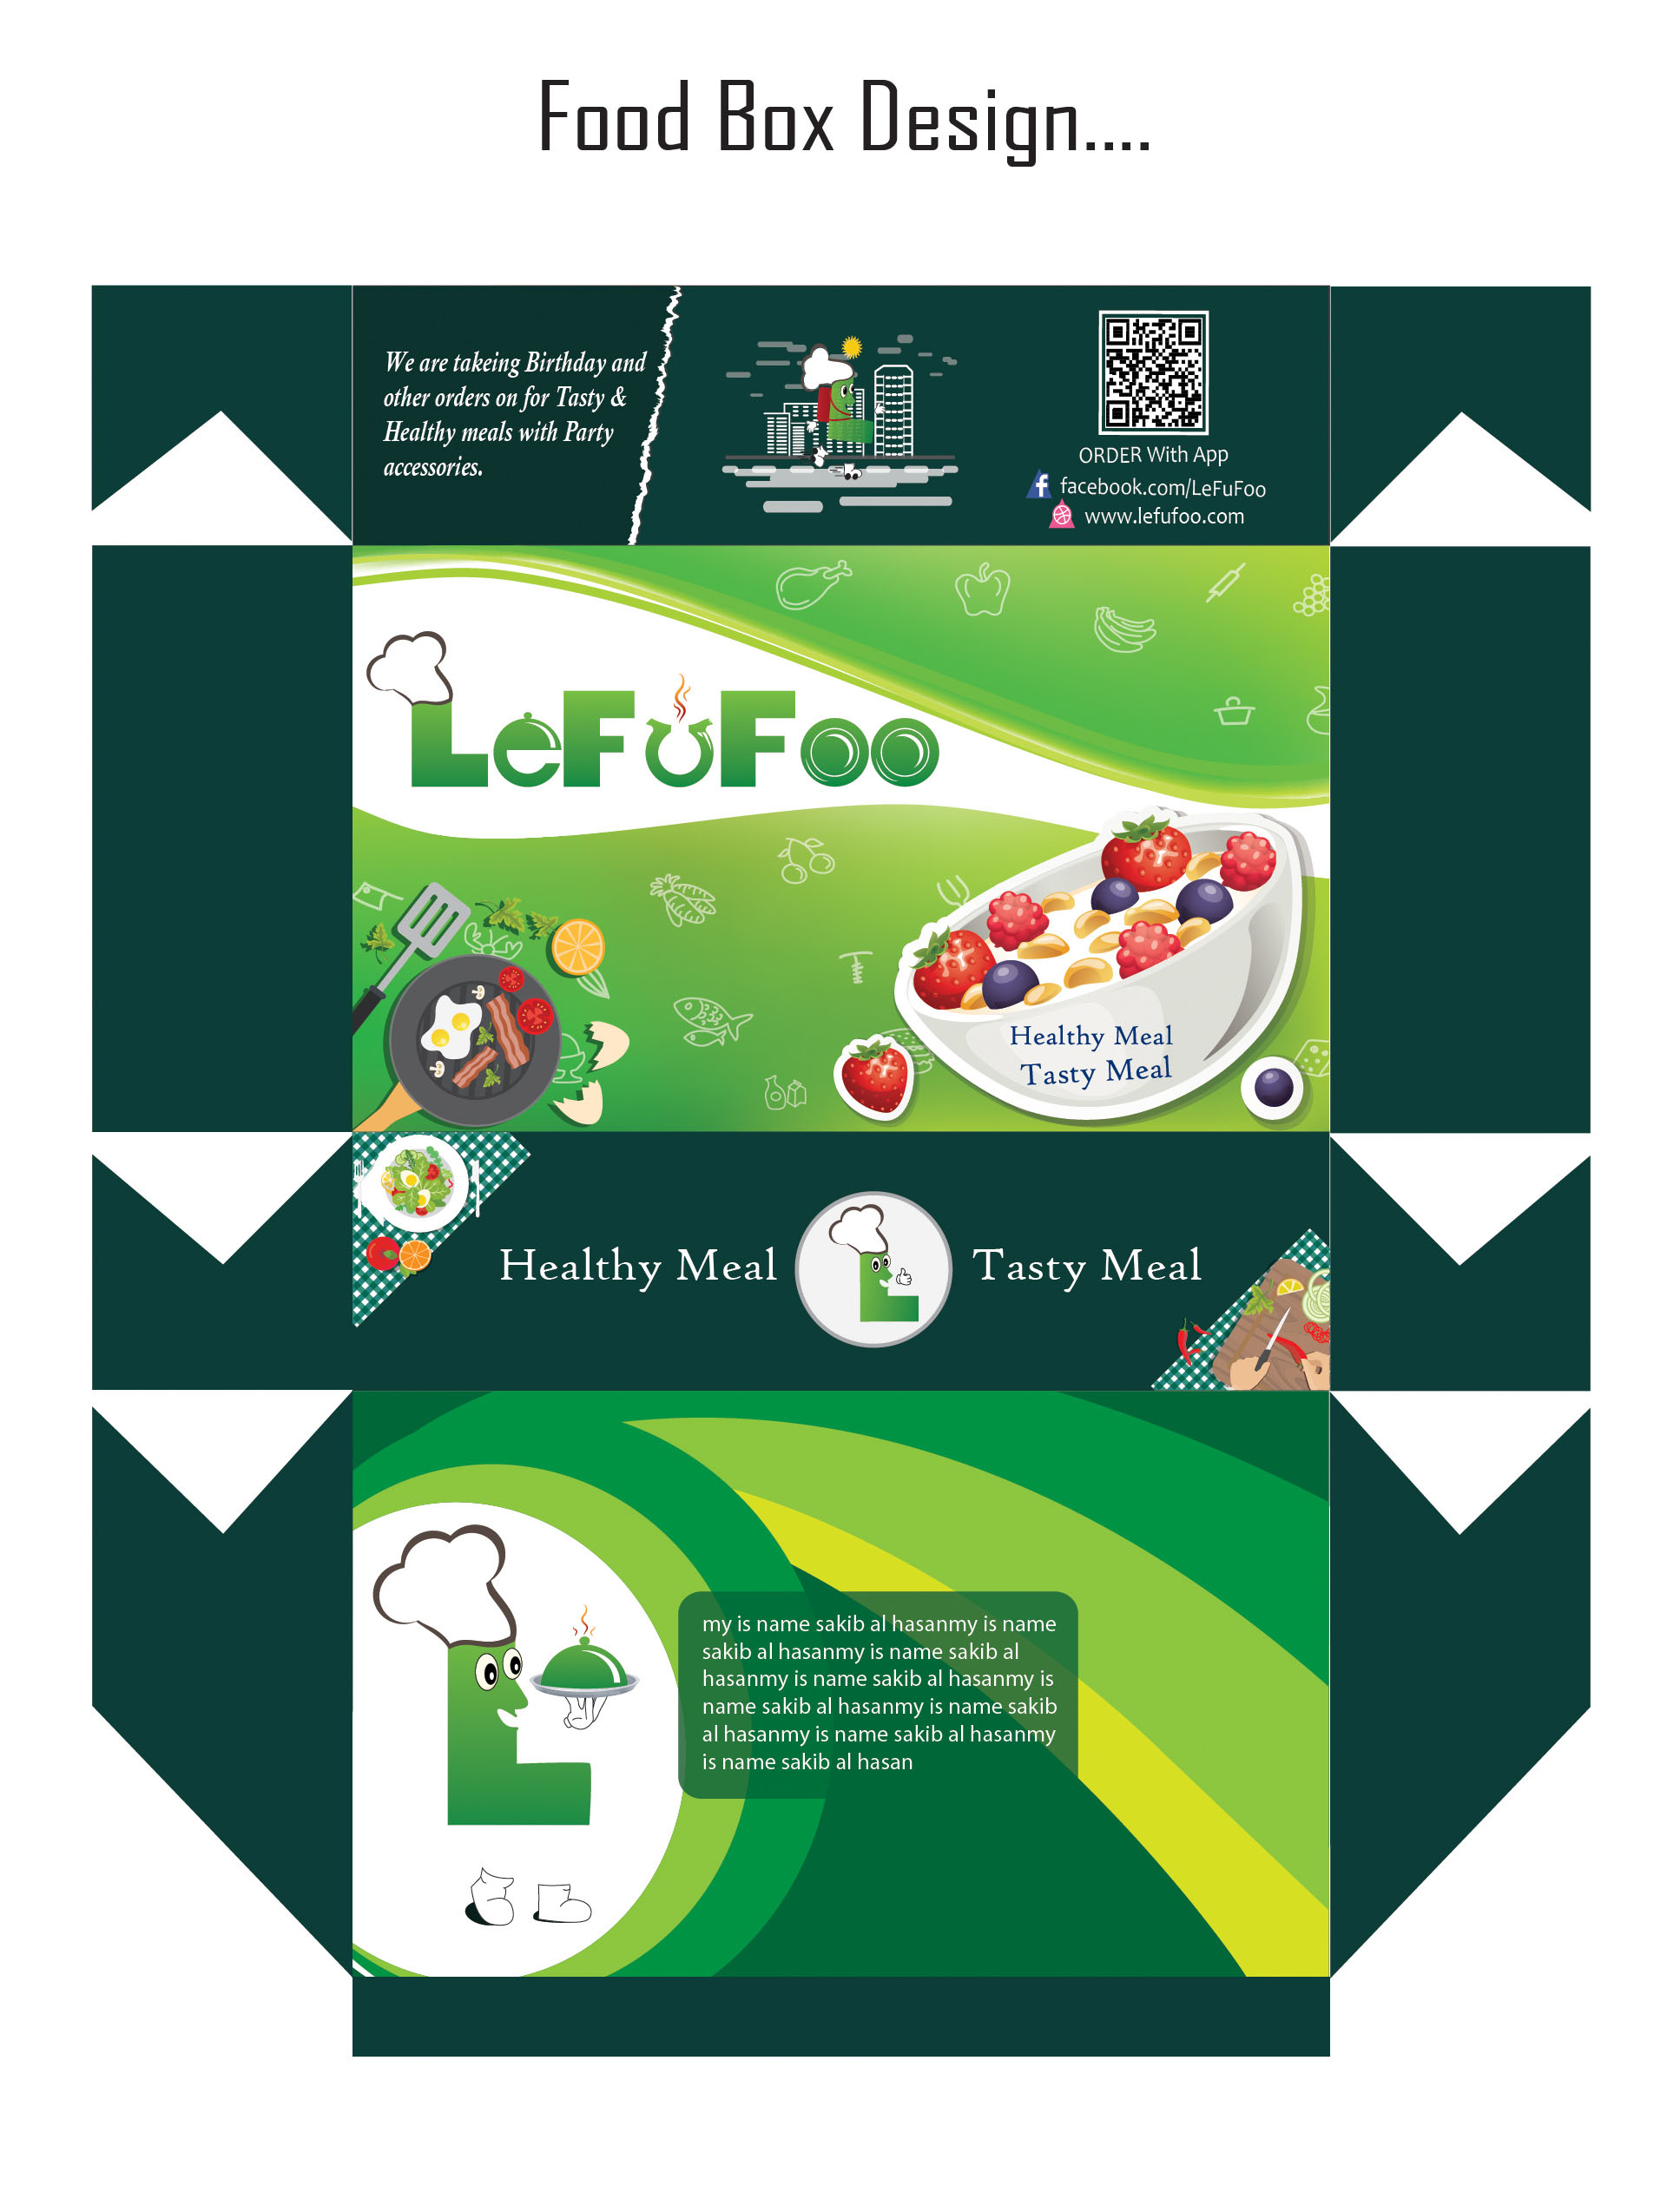 Food Box Design....
We are takeing Birthday and
other orders on for Tasty &
Healthy meals with Party
accessories.
ORDER With App
facebook.com/LeFuFoo
www.lefufoo.com
LeFuFoo
Healthy Meal
Tasty Meal
Healthy Meal Tasty Meal
my is name sakib al hasanmy is name
sakib al hasanmy is name sakib al
hasanmy is name sakib al hasanmy is
name sakib al hasanmy is name sakib
al hasanmy is name sakib al hasanmy
is name sakib al hasan